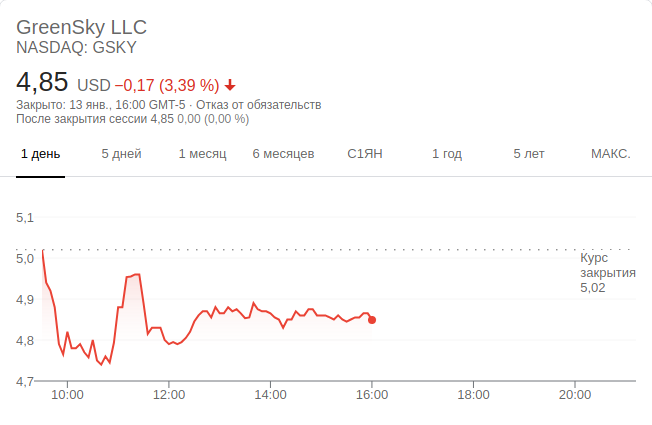 GreenSky LLC
NASDAQ: GSKY
4,85 USD −0,17 (3,39 %)
Закрыто: 13 янв., 16:00 GMT-5 · Отказ от обязательств
После закрытия сессии 4,85 0,00 (0,00 %)
1 день 5 дней 1 месяц 6 месяцев С1ЯН 1 год 5 лет МАКС.
5,1
5,0
Курс
закрытия
5,02
4,9
4,8
4,7
10:00 12:00 14:00 16:00 18:00 20:00